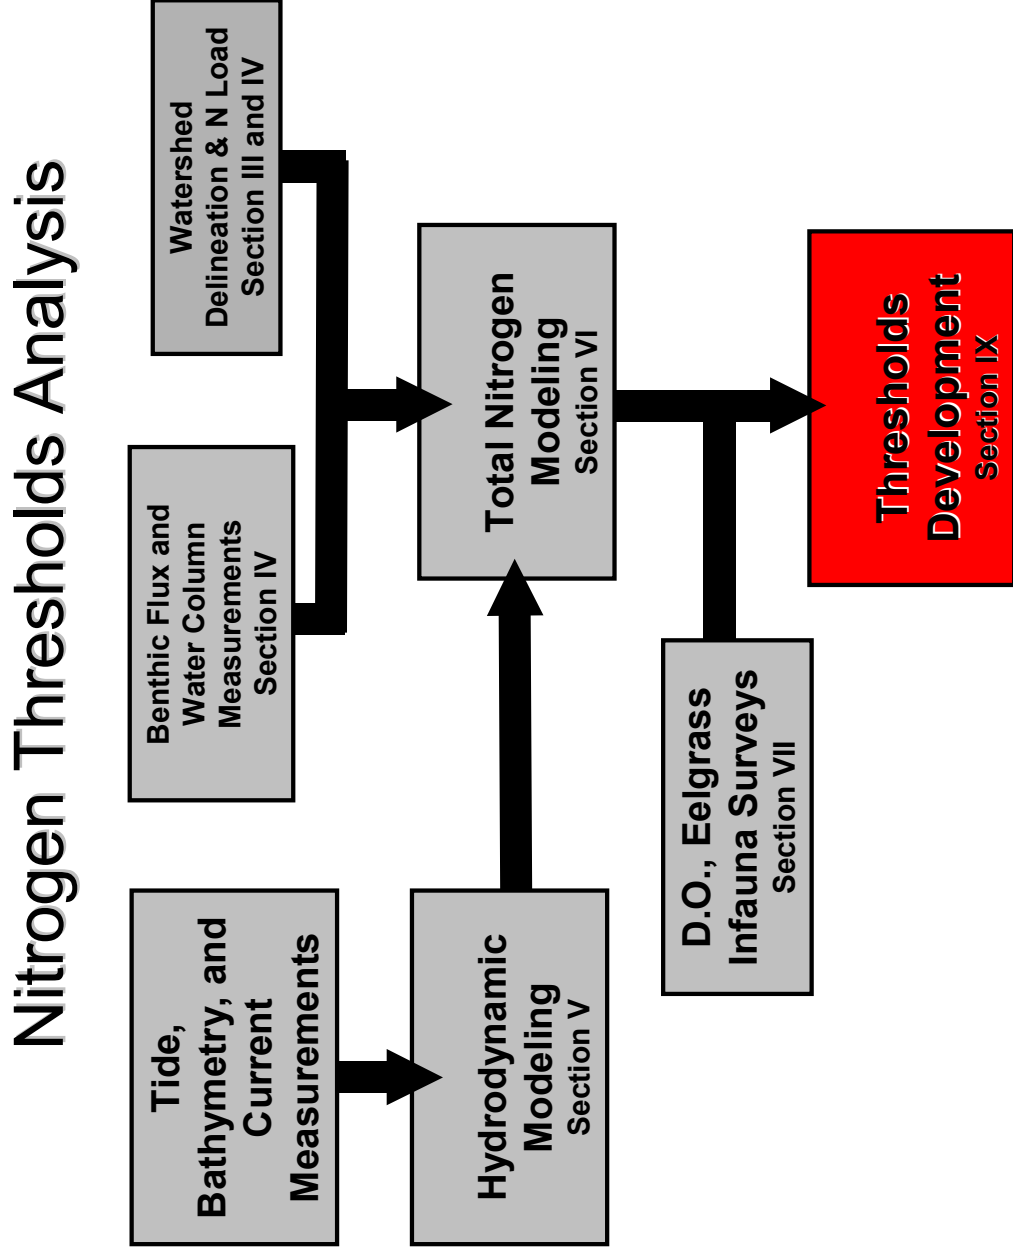 Nitrogen Thresholds Analysis
Tide,
Bathymetry, and
Current
Measurements
Benthic Flux and
Water Column
Measurements
Section IV
Watershed
Delineation & N Load
Section III and IV
Hydrodynamic
Modeling
Section V
Total Nitrogen
Modeling
Section VI
D.O., Eelgrass
Infauna Surveys
Section VII
Thresholds
Development
Section IX